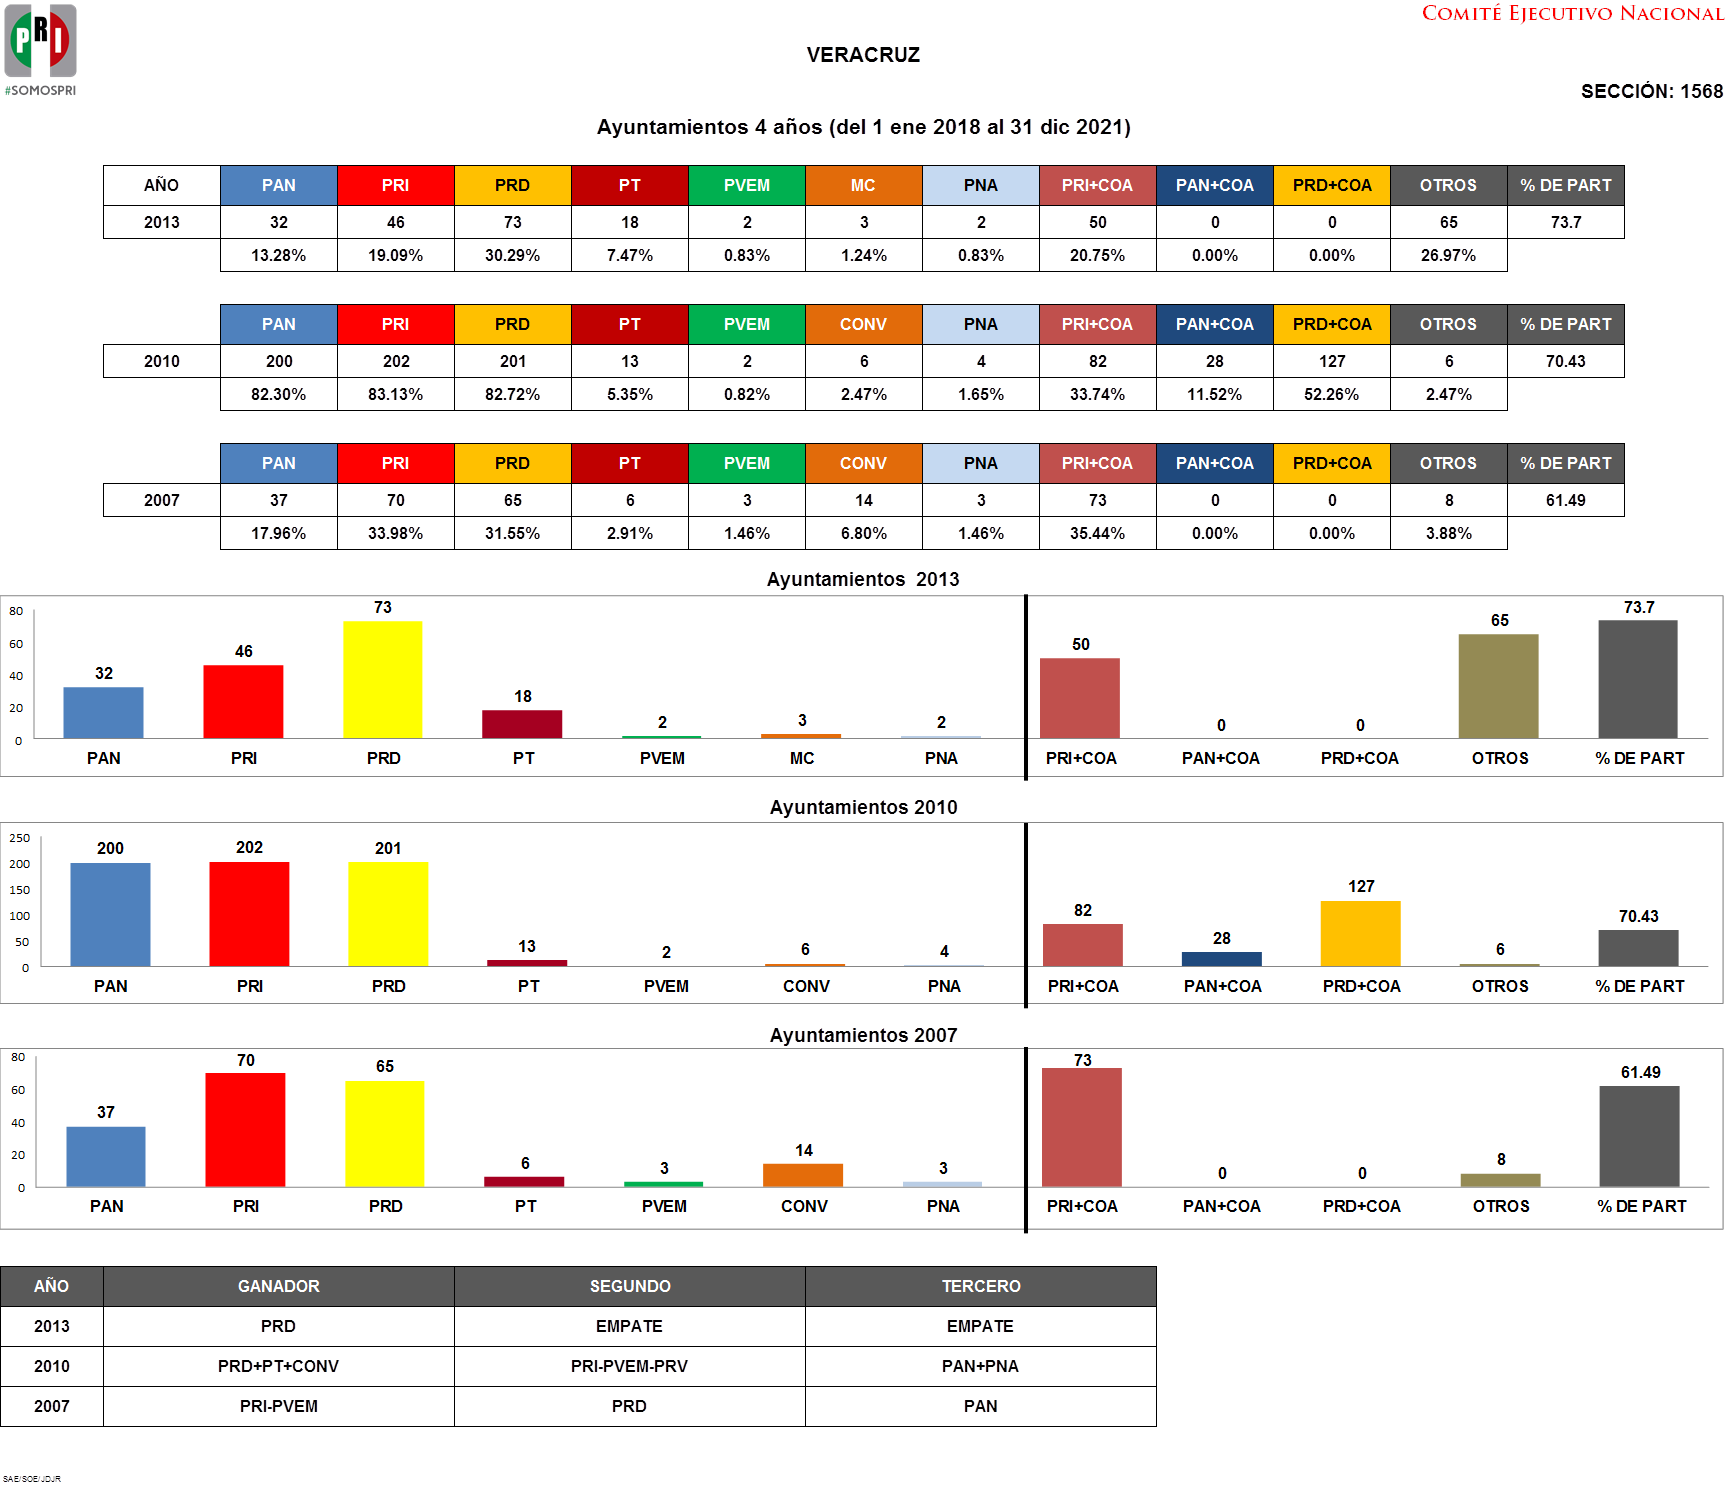 PRI
#SOMOSPRI
COMITÉ EJECUTIVO NACIONAL
VERACRUZ
SECCIÓN: 1568
Ayuntamientos 4 años (del 1 ene 2018 al 31 dic 2021)
AÑO PAN PRI PRD PT PVEM MC PNA PRI+COA PAN+COA PRD+COA OTROS % DE PART
2013 32 46 73 18 2 3 2 50 0 0 65 73.7
13.28% 19.09% 30.29% 7.47% 0.83% 1.24% 0.83% 20.75% 0.00% 0.00% 26.97%
PAN PRI PRD PT PVEM CONV PNA PRI+COA PAN+COA PRD+COA OTROS % DE PART
2010 200 202 201 13 2 6 4 82 28 127 6 70.43
82.30% 83.13% 82.72% 5.35% 0.82% 2.47% 1.65% 33.74% 11.52% 52.26% 2.47%
PAN PRI PRD PT PVEM CONV PNA PRI+COA PAN+COA PRD+COA OTROS % DE PART
2007 37 70 65 6 3 14 3 73 0 0 8 61.49
17.96% 33.98% 31.55% 2.91% 1.46% 6.80% 1.46% 35.44% 0.00% 0.00% 3.88%
Ayuntamientos 2013
80
60
40
20
0
32 46 73 18 2 3 2 50 0 0 65 73.7
PAN PRI PRD PT PVEM MC PNA PRI+COA PAN+COA PRD+COA OTROS % DE PART
Ayuntamientos 2010
250
200
150
100
50
0
200 202 201 13 2 6 4 82 28 127 6 70.43
PAN PRI PRD PT PVEM CONV PNA PRI+COA PAN+COA PRD+COA OTROS % DE PART
Ayuntamientos 2007
80
60
40
20
0
37 70 65 6 3 14 3 73 0 0 8 61.49
PAN PRI PRD PT PVEM CONV PNA PRI+COA PAN+COA PRD+COA OTROS % DE PART
AÑO GANADOR SEGUNDO TERCERO
2013 PRD EMPATE EMPATE
2010 PRD+PT+CONV PRI-PVEM-PRV PAN+PNA
2007 PRI-PVEM PRD PAN
SAE/SOE/JDJR